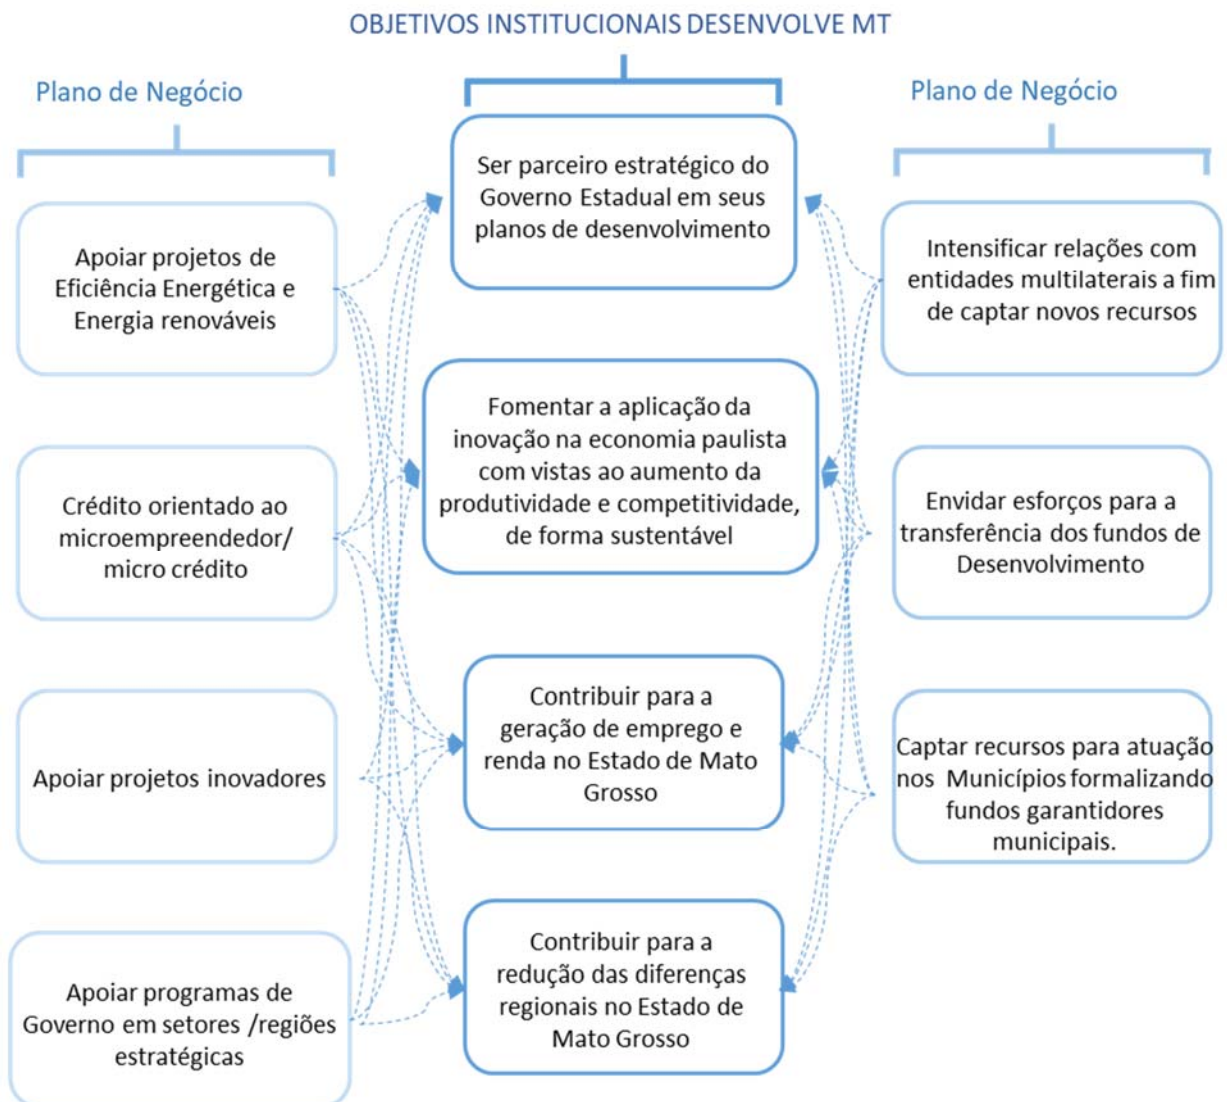 OBJETIVOS INSTITUCIONAIS DESENVOLVE MT
Plano de Negócio
Apoiar projetos de
Eficiência Energética e
Energia renováveis
Crédito orientado ao
microempreendedor/
micro crédito
Apoiar projetos inovadores
Apoiar programas de
Governo em setores /regiões
estratégicas
Ser parceiro estratégico do
Governo Estadual em seus
planos de desenvolvimento
Fomentar a aplicação da
inovação na economia paulista
com vistas ao aumento da
produtividade e competitividade,
de forma sustentável
Contribuir para a
geração de emprego e
renda no Estado de Mato
Grosso
Contribuir para a
redução das diferenças
regionais no Estado de
Mato Grosso
Plano de Negócio
Intensificar relações com
entidades multilaterais a fim
de captar novos recursos
Envidar esforços para a
transferência dos fundos de
Desenvolvimento
Captar recursos para atuação
nos Municípios formalizando
fundos garantidores
municipais.